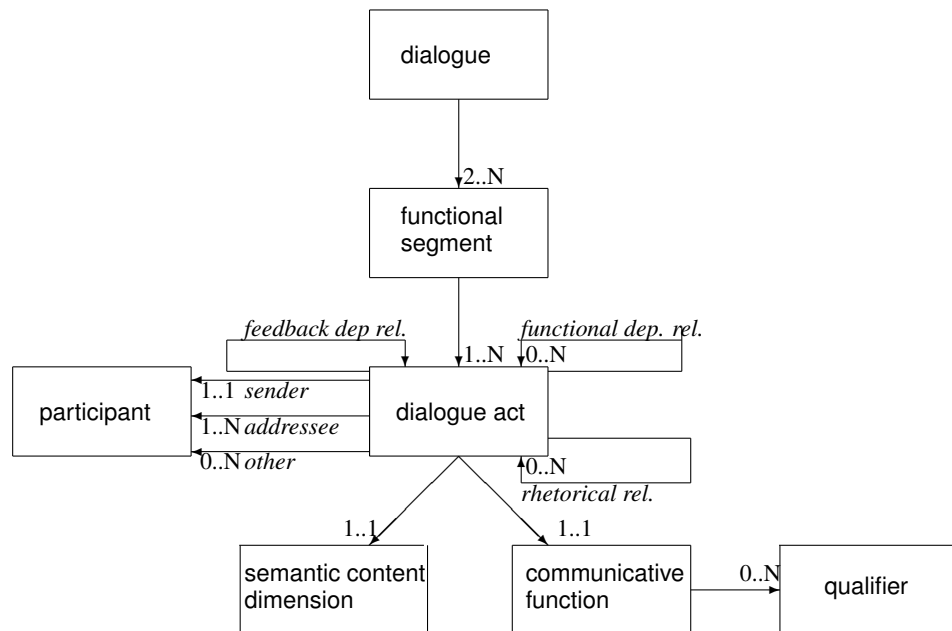 dialogue
2..N
functional
segment
feedback dep rel.
functional dep. rel.
1..N
0..N
participant
1..1 sender
1..N addressee
0..N other
dialogue act
0..N
rhetorical rel.
1..1
1..1
semantic content
dimension
communicative
function
0..N
qualifier